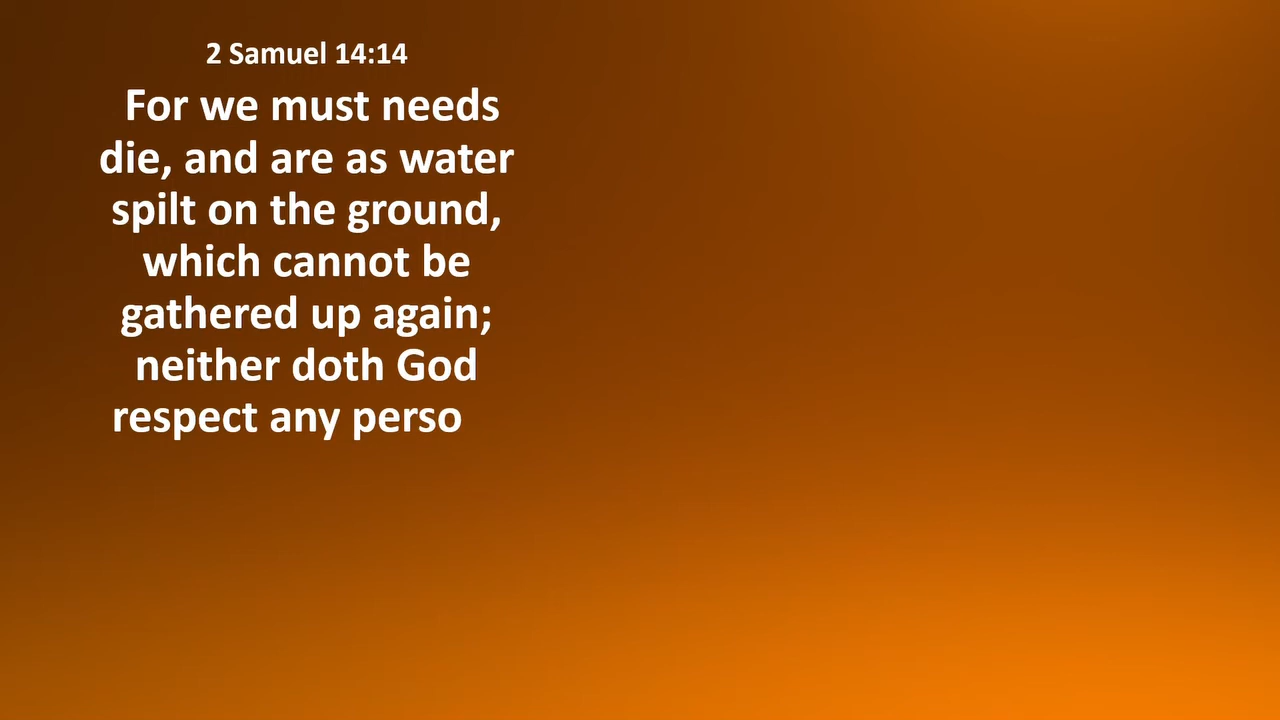 2 Samuel 14:14
For we must needs
die, and are as water
spilt on the ground,
which cannot be
gathered up again;
neither doth God
respect any perso